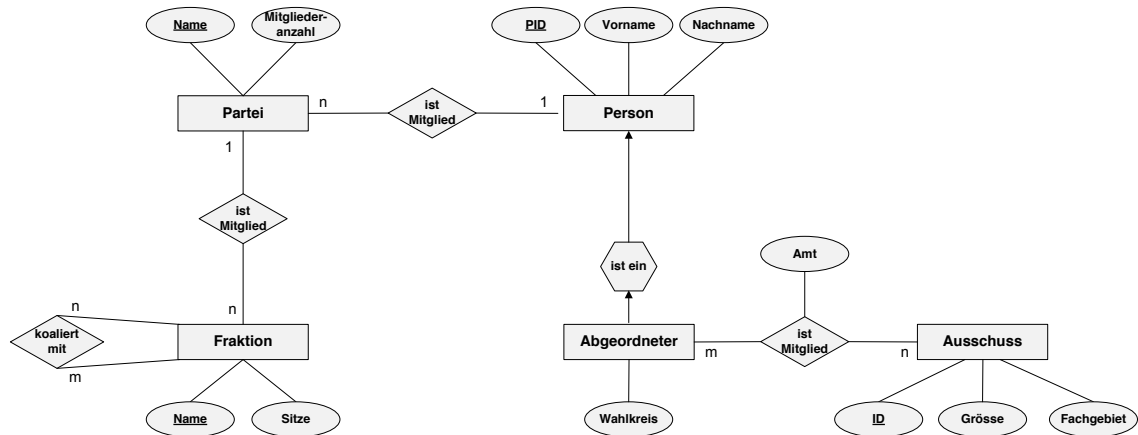 Name
Mitglieder-
anzahl
PID
Vorname
Nachname
Partei
n
ist
Mitglied
1
Person
1
ist
Mitglied
n
ist ein
Amt
n
koaliert
mit
m
Fraktion
Abgeordneter
m
ist
Mitglied
n
Ausschuss
Name
Sitze
Wahlkreis
ID
Grösse
Fachgebiet